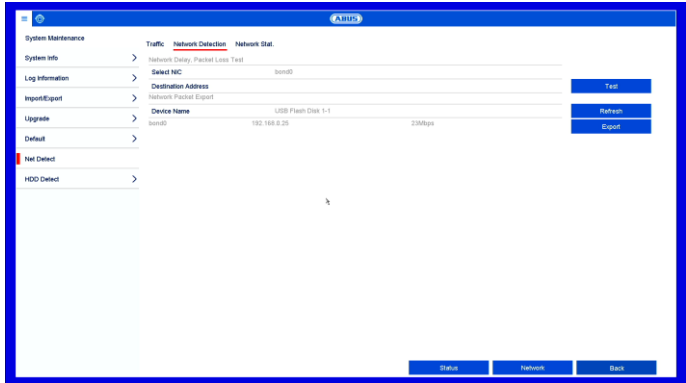 ABUS
System Maintenance
Traffic Network Detection Network Stat.
System Info
Network Delay, Packet Loss Test
Select NIC bond0
Log Information
Destination Address Test
Import/Export
Network Packet Export
Device Name USB Flash Disk 1-1 Refresh
Upgrade
bond0 192.168.0.25 23Mbps Export
Default
Net Detect
HDD Detect
Status Network Back